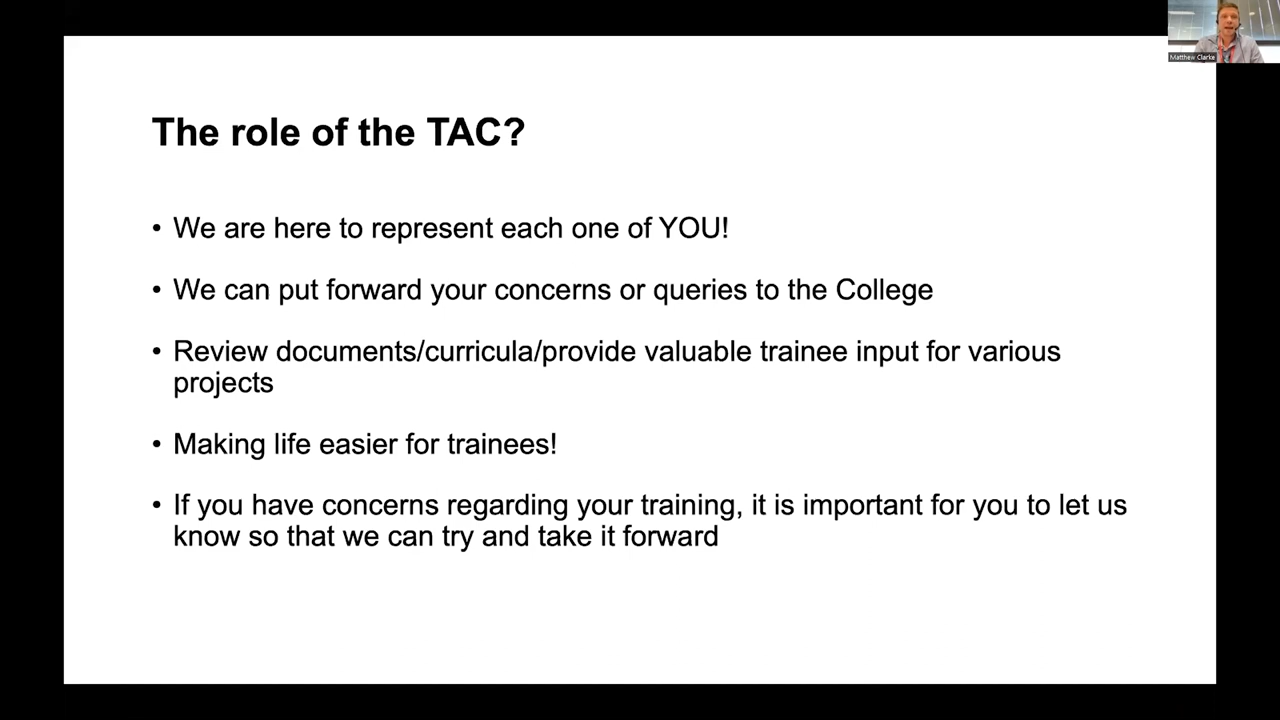 Matthew Clarke
The role of the TAC?
• We are here to represent each one of YOU!
• We can put forward your concerns or queries to the College
• Review documents/curricula/provide valuable trainee input for various
projects
• Making life easier for trainees!
• If you have concerns regarding your training, it is important for you to let us
know so that we can try and take it forward